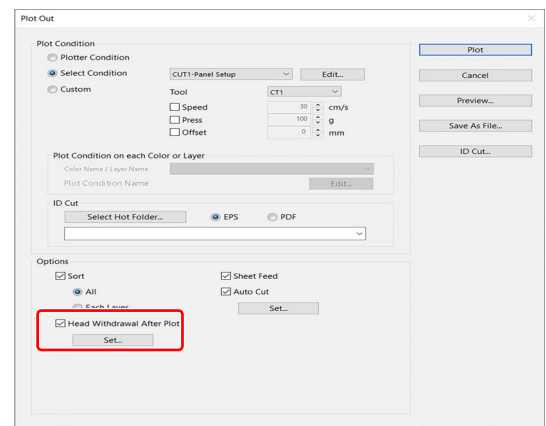 Plot Out
Plot Condition
Plotter Condition
Select Condition CUT1-Panel Setup Edit...
Custom Tool CT1
Speed 30 cm/s
Press 100 g
Offset 0 mm
Plot Condition on each Color or Layer
Color Name / Layer Name
Plot Condition Name Edit...
ID Cut
Select Hot Folder... EPS PDF
Options
Sort Sheet Feed
All Auto Cut
Each Layer Set...
Head Withdrawal After Plot
Set...
Plot
Cancel
Preview...
Save As File...
ID Cut...